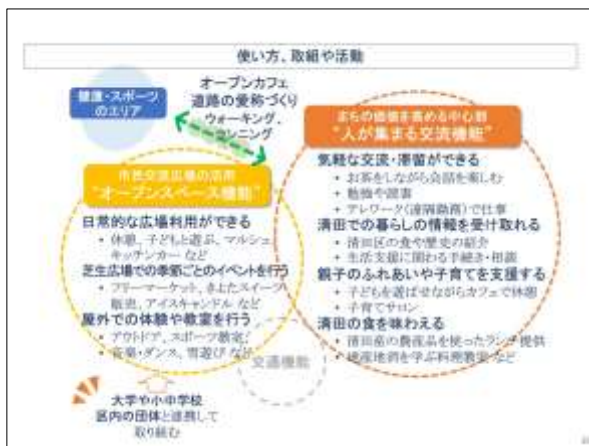 使い方、取組や活動
健康・スポーツ
のエリア
オープンカフェ
道路の愛称づくり
ウォーキング、
ランニング
まちの価値を高める中心部
“人が集まる交流機能”
市民交流広場の活用
“オープンスペース機能”
気軽な交流・滞留ができる
• お茶をしながら会話を楽しむ
• 勉強や読書
• テレワーク(遠隔勤務)で仕事
清田での暮らしの情報を受け取れる
• 清田区の食や歴史の紹介
• 生活支援に関わる手続き・相談
親子のふれあいや子育てを支援する
• 子どもを遊ばせながらカフェで休憩
• 子育てサロン
清田の食を味わえる
• 清田産の農産品を使ったランチ提供
• 地産地消を学ぶ料理教室 など
日常的な広場利用ができる
• 休憩、子どもと遊ぶ、マルシェ、
キッチンカー など
芝生広場での季節ごとのイベントを行う
• フリーマーケット、きよたスイーツ
販売、アイスキャンドル など
屋外での体験や教室を行う
• アウトドア、スポーツ教室、
• 音楽・ダンス、雪遊び など
交通機能
大学や小中学校
区内の団体と連携して
取り組む